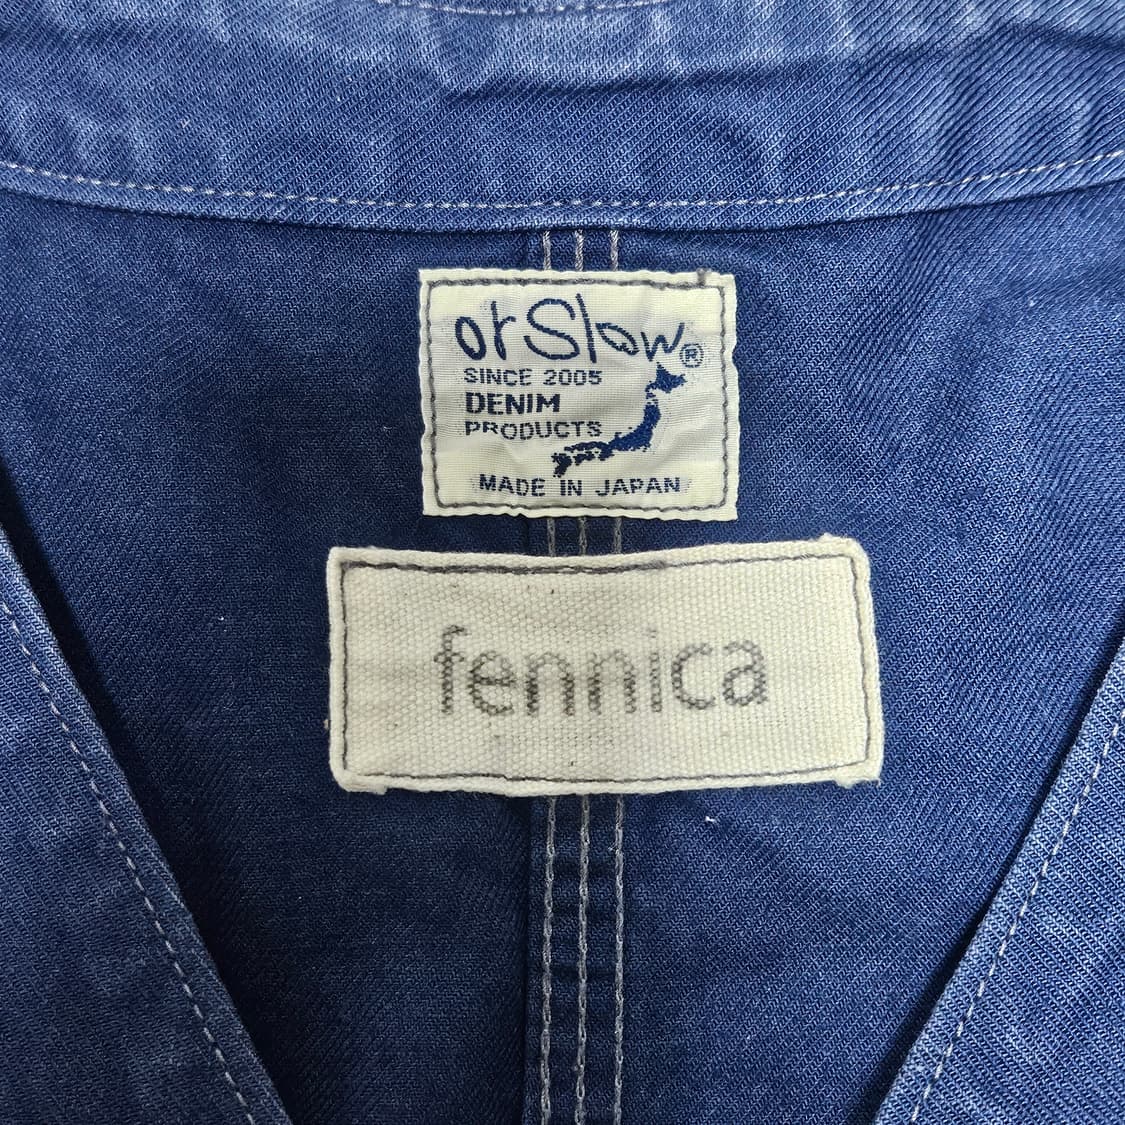 orSlow®
SINCE 2005
DENIM
PRODUCTS
MADE IN JAPAN
fennica